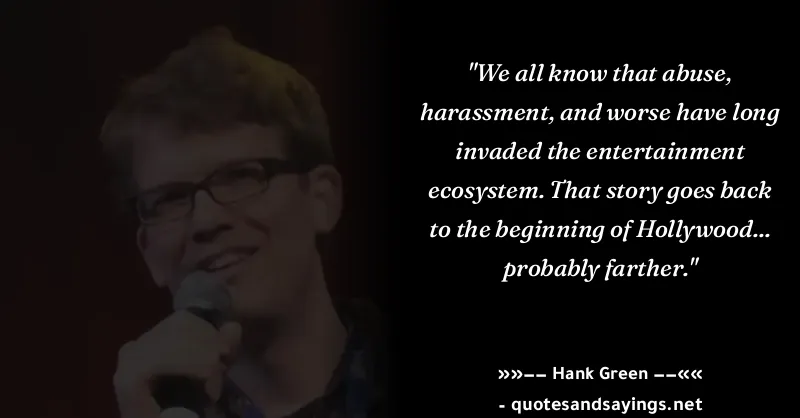 "We all know that abuse,
harassment, and worse have long
invaded the entertainment
ecosystem. That story goes back
to the beginning of Hollywood...
probably farther."
»»−− Hank Green −−««
- quotesandsayings.net